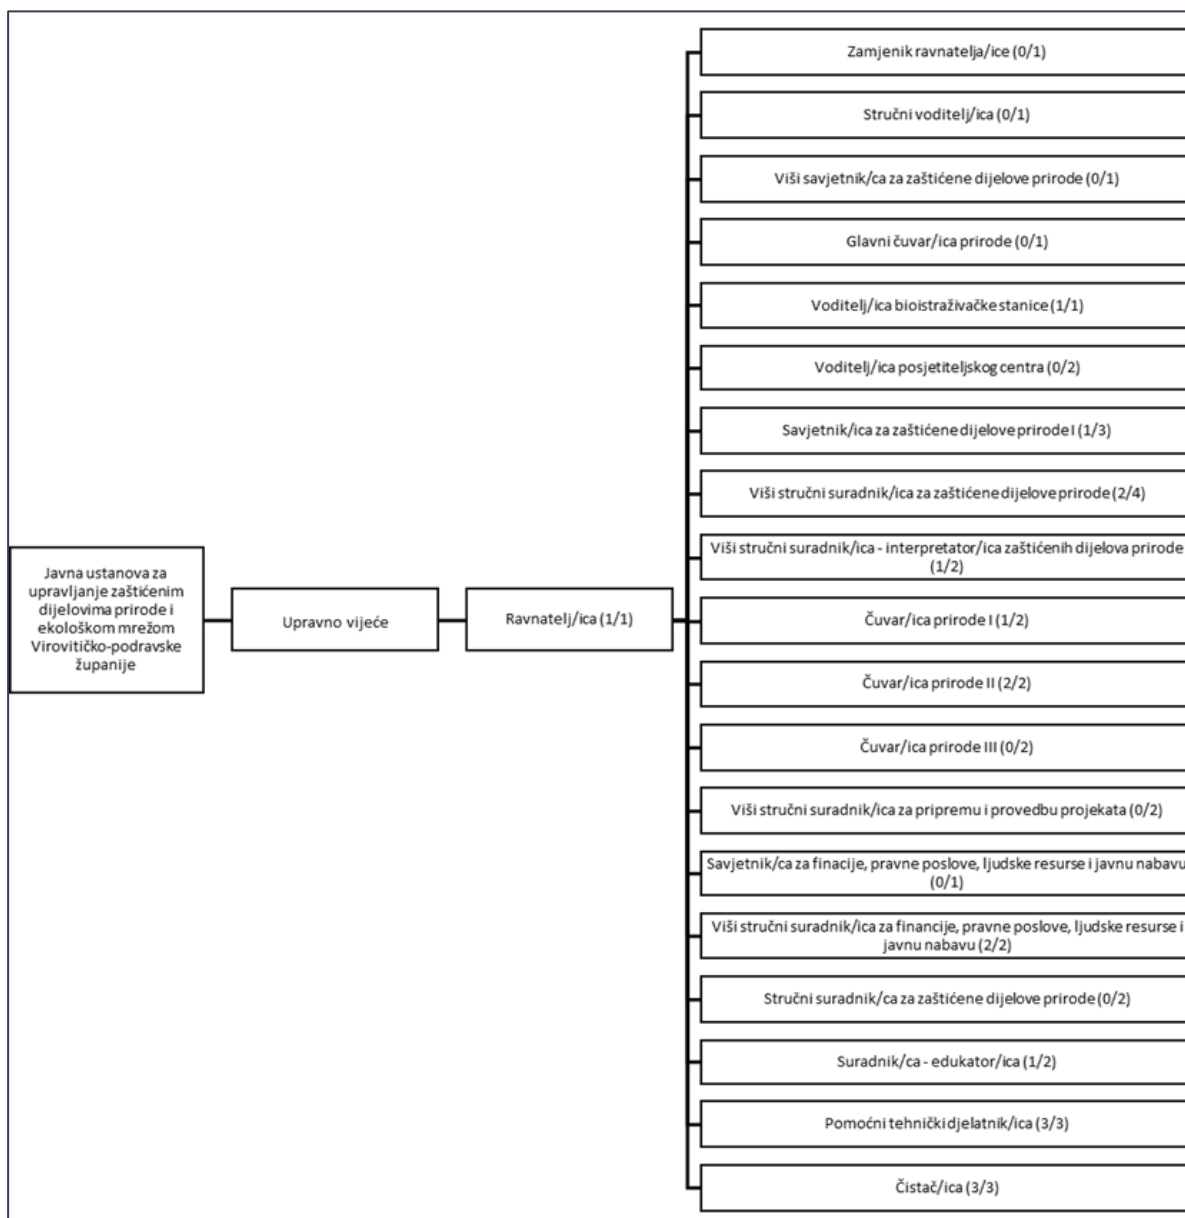 Javna ustanova za
upravljanje zaštićenim
dijelovima prirode i
ekološkom mrežom
Virovitičko-podravske
županije
Upravno vijeće
Ravnatelj/ica (1/1)
Zamjenik ravnatelja/ice (0/1)
Stručni voditelj/ica (0/1)
Viši savjetnik/ca za zaštićene dijelove prirode (0/1)
Glavni čuvar/ica prirode (0/1)
Voditelj/ica bioistraživačke stanice (1/1)
Voditelj/ica posjetiteljskog centra (0/2)
Savjetnik/ica za zaštićene dijelove prirode I (1/3)
Viši stručni suradnik/ica za zaštićene dijelove prirode (2/4)
Viši stručni suradnik/ica - interpretator/ica zaštićenih dijelova prirode
(1/2)
Čuvar/ica prirode I (1/2)
Čuvar/ica prirode II (2/2)
Čuvar/ica prirode III (0/2)
Viši stručni suradnik/ica za pripremu i provedbu projekata (0/2)
Savjetnik/ca za finacije, pravne poslove, ljudske resurse i javnu nabavu
(0/1)
Viši stručni suradnik/ica za financije, pravne poslove, ljudske resurse i
javnu nabavu (2/2)
Stručni suradnik/ca za zaštićene dijelove prirode (0/2)
Suradnik/ca - edukator/ica (1/2)
Pomoćni tehnički djelatnik/ica (3/3)
Čistač/ica (3/3)